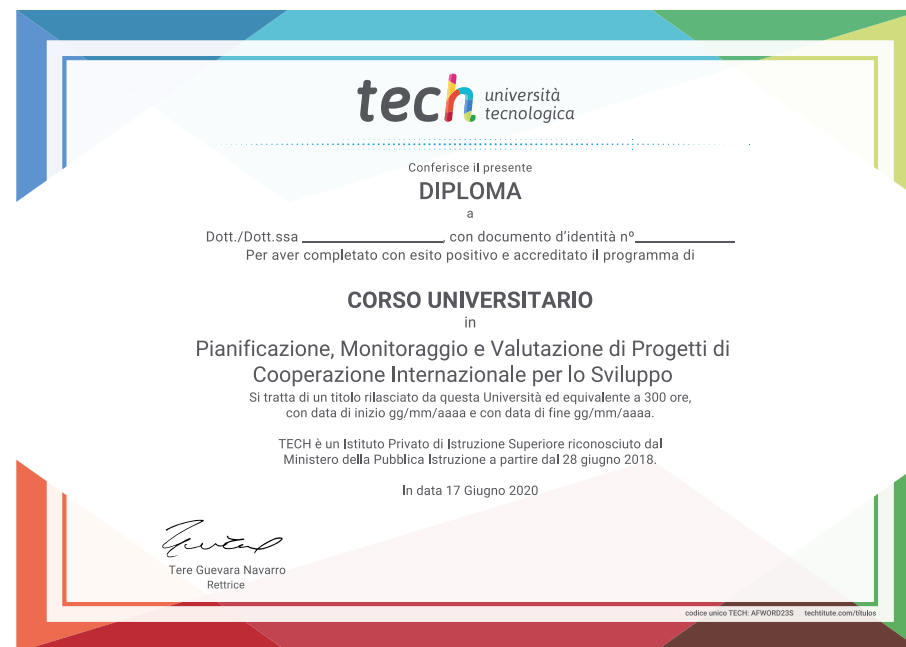 tech università
tecnologica
Conferisce il presente
DIPLOMA
a
Dott./Dott.ssa ____________________, con documento d'identità nº______________
Per aver completato con esito positivo e accreditato il programma di
CORSO UNIVERSITARIO
in
Pianificazione, Monitoraggio e Valutazione di Progetti di
Cooperazione Internazionale per lo Sviluppo
Si tratta di un titolo rilasciato da questa Università ed equivalente a 300 ore,
con data di inizio gg/mm/aaaa e con data di fine gg/mm/aaaa.
TECH è un Istituto Privato di Istruzione Superiore riconosciuto dal
Ministero della Pubblica Istruzione a partire dal 28 giugno 2018.
In data 17 Giugno 2020
Tere Guevara Navarro
Rettrice
codice unico TECH: AFWORD23S techtitute.com/titulos